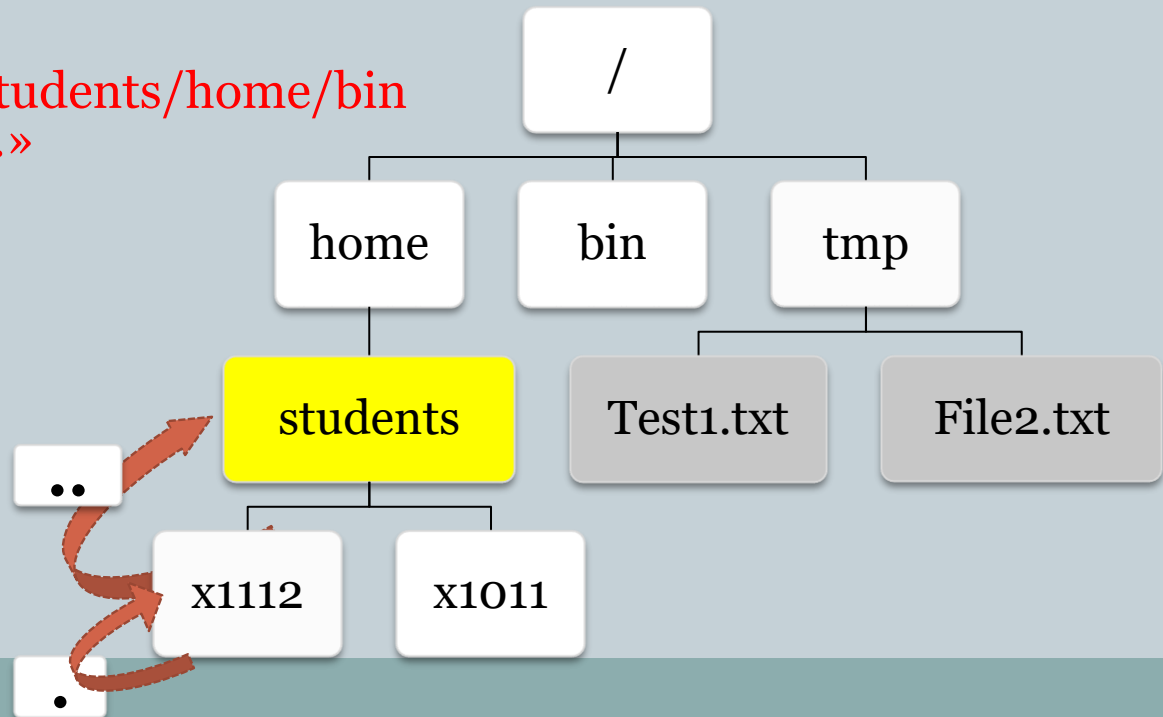 tudents/home/bin
.»
/
home
bin
tmp
students
Test1.txt
File2.txt
..
x1112
x1011
.